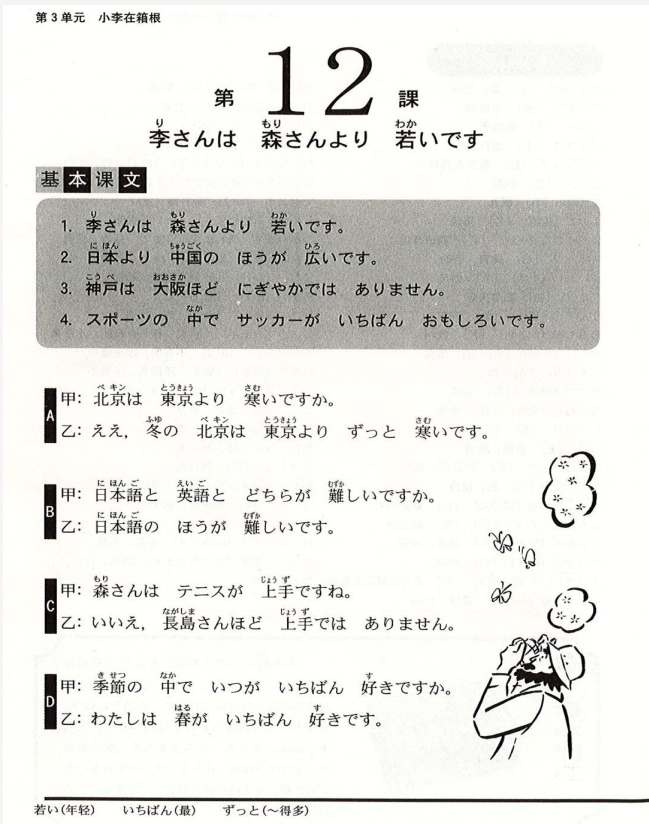 第3单元　小李在箱根
第 12 課
李さんは　森さんより　若いです
基本课文
1. 李さんは　森さんより　若いです。
2. 日本より　中国の　ほうが　広いです。
3. 神戸は　大阪ほど　にぎやかでは　ありません。
4. スポーツの　中で　サッカーが　いちばん　おもしろいです。
A
甲: 北京は　東京より　寒いですか。
乙: ええ，冬の　北京は　東京より　ずっと　寒いです。
B
甲: 日本語と　英語と　どちらが　難しいですか。
乙: 日本語の　ほうが　難しいです。
C
甲: 森さんは　テニスが　上手ですね。
乙: いいえ，長島さんほど　上手では　ありません。
D
甲: 季節の　中で　いつが　いちばん　好きですか。
乙: わたしは　春が　いちばん　好きです。
若い(年轻)　　いちばん(最)　　ずっと(～得多)